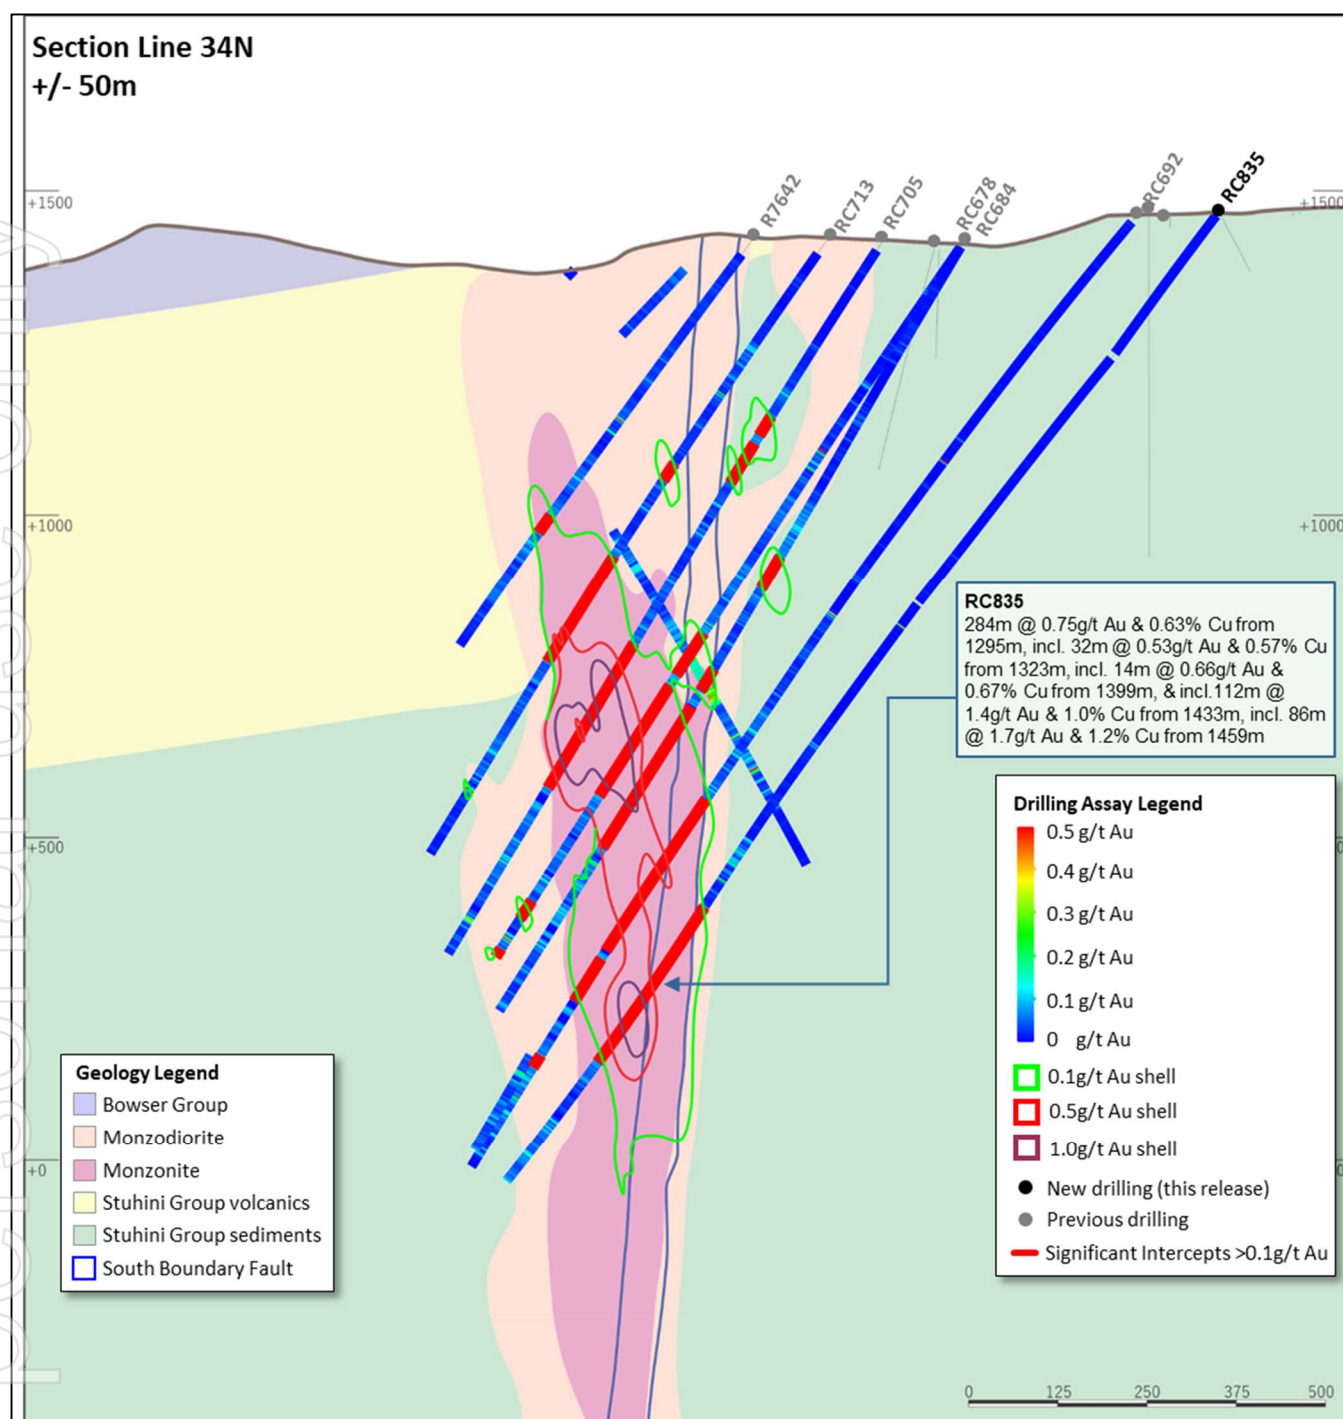 Section Line 34N
+/- 50m
R7642
RC713
RC705
RC678
RC684
RC692
RC835
+1500
+1500
+1000
+1000
RC835
284m @ 0.75g/t Au & 0.63% Cu from
1295m, incl. 32m @ 0.53g/t Au & 0.57% Cu
from 1323m, incl. 14m @ 0.66g/t Au &
0.67% Cu from 1399m, & incl.112m @
1.4g/t Au & 1.0% Cu from 1433m, incl. 86m
@ 1.7g/t Au & 1.2% Cu from 1459m
+500
Drilling Assay Legend
0.5 g/t Au
0.4 g/t Au
0.3 g/t Au
0.2 g/t Au
0.1 g/t Au
0 g/t Au
0.1g/t Au shell
0.5g/t Au shell
1.0g/t Au shell
New drilling (this release)
Previous drilling
Significant Intercepts >0.1g/t Au
Geology Legend
Bowser Group
Monzodiorite
Monzonite
Stuhini Group volcanics
Stuhini Group sediments
South Boundary Fault
+0
0 125 250 375 500